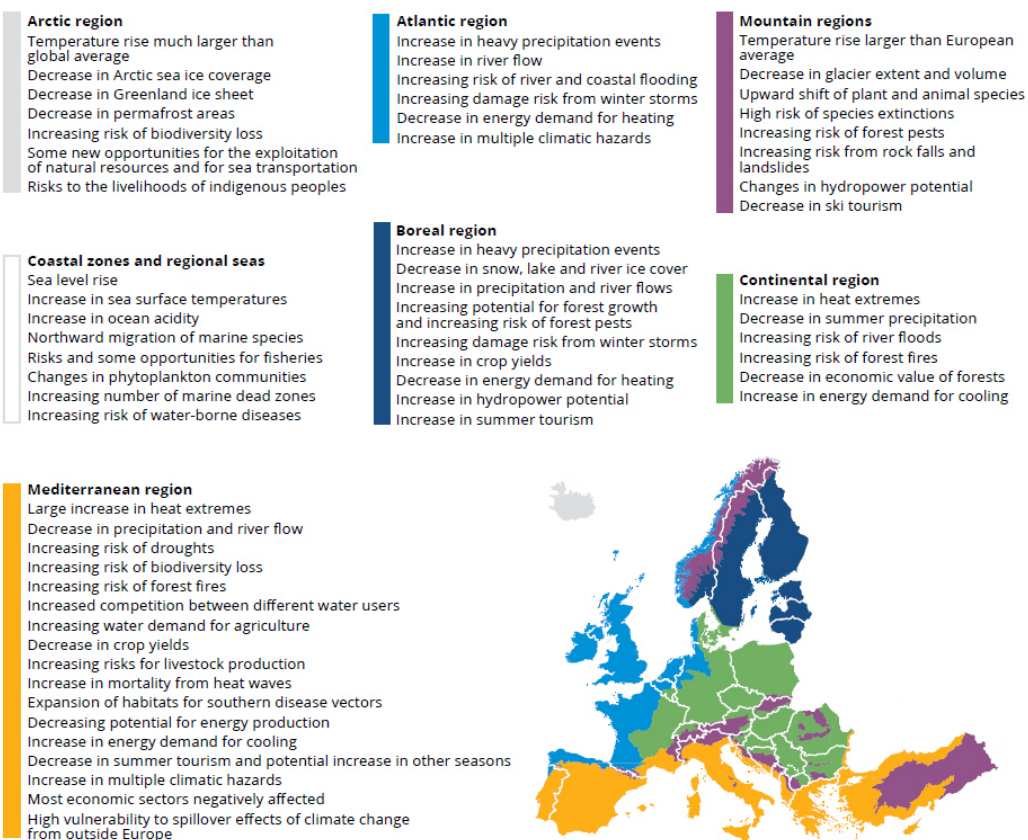 Arctic region
Temperature rise much larger than
global average
Decrease in Arctic sea ice coverage
Decrease in Greenland ice sheet
Decrease in permafrost areas
Increasing risk of biodiversity loss
Some new opportunities for the exploitation
of natural resources and for sea transportation
Risks to the livelihoods of indigenous peoples
Atlantic region
Increase in heavy precipitation events
Increase in river flow
Increasing risk of river and coastal flooding
Increasing damage risk from winter storms
Decrease in energy demand for heating
Increase in multiple climatic hazards
Mountain regions
Temperature rise larger than European
average
Decrease in glacier extent and volume
Upward shift of plant and animal species
High risk of species extinctions
Increasing risk of forest pests
Increasing risk from rock falls and
landslides
Changes in hydropower potential
Decrease in ski tourism
Coastal zones and regional seas
Sea level rise
Increase in sea surface temperatures
Increase in ocean acidity
Northward migration of marine species
Risks and some opportunities for fisheries
Changes in phytoplankton communities
Increasing number of marine dead zones
Increasing risk of water-borne diseases
Boreal region
Increase in heavy precipitation events
Decrease in snow, lake and river ice cover
Increase in precipitation and river flows
Increasing potential for forest growth
and increasing risk of forest pests
Increasing damage risk from winter storms
Increase in crop yields
Decrease in energy demand for heating
Increase in hydropower potential
Increase in summer tourism
Continental region
Increase in heat extremes
Decrease in summer precipitation
Increasing risk of river floods
Increasing risk of forest fires
Decrease in economic value of forests
Increase in energy demand for cooling
Mediterranean region
Large increase in heat extremes
Decrease in precipitation and river flow
Increasing risk of droughts
Increasing risk of biodiversity loss
Increasing risk of forest fires
Increased competition between different water users
Increasing water demand for agriculture
Decrease in crop yields
Increasing risks for livestock production
Increase in mortality from heat waves
Expansion of habitats for southern disease vectors
Decreasing potential for energy production
Increase in energy demand for cooling
Decrease in summer tourism and potential increase in other seasons
Increase in multiple climatic hazards
Most economic sectors negatively affected
High vulnerability to spillover effects of climate change
from outside Europe